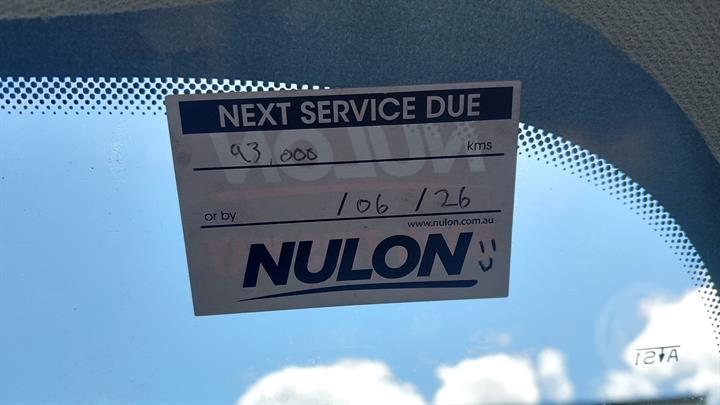 NEXT SERVICE DUE
93,000 kms
or by / 06 / 26
www.nulon.com.au
NULON